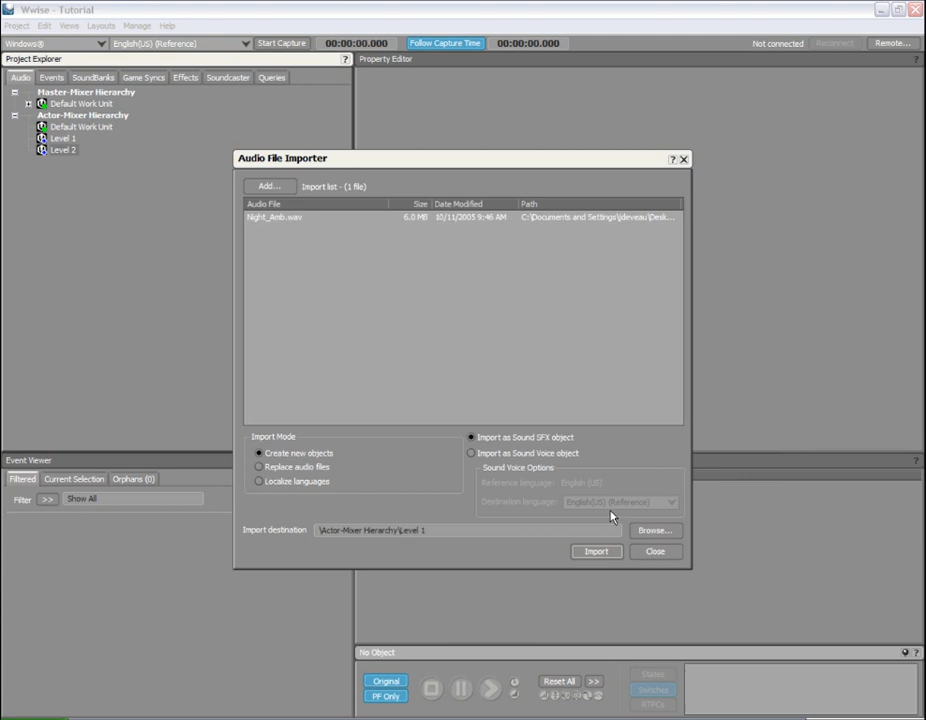 Wwise - Tutorial
Project Edit Views Layouts Manage Help
Windows® English(US) (Reference) Start Capture 00:00:00.000 Follow Capture Time 00:00:00.000 Not connected Reconnect Remote...
Project Explorer ?
Property Editor ?
Audio Events SoundBanks Game Syncs Effects Soundcaster Queries
Master-Mixer Hierarchy
Default Work Unit
Actor-Mixer Hierarchy
Default Work Unit
Level 1
Level 2
Audio File Importer ?
Add... Import list - (1 file)
Audio File Size Date Modified Path
Night_Amb.wav 6.0 MB 10/11/2005 9:46 AM C:\Documents and Settings\jdeveau\Desk...
Import Mode
Create new objects
Replace audio files
Localize languages
Import as Sound SFX object
Import as Sound Voice object
Sound Voice Options
Reference language: English (US)
Destination language: English(US) (Reference)
Import destination \Actor-Mixer Hierarchy\Level 1 Browse...
Import Close
Event Viewer ?
Filtered Current Selection Orphans (0)
Filter >> Show All
No Object ?
Original
PF Only
Reset All >>
States
Switches
RTPCs